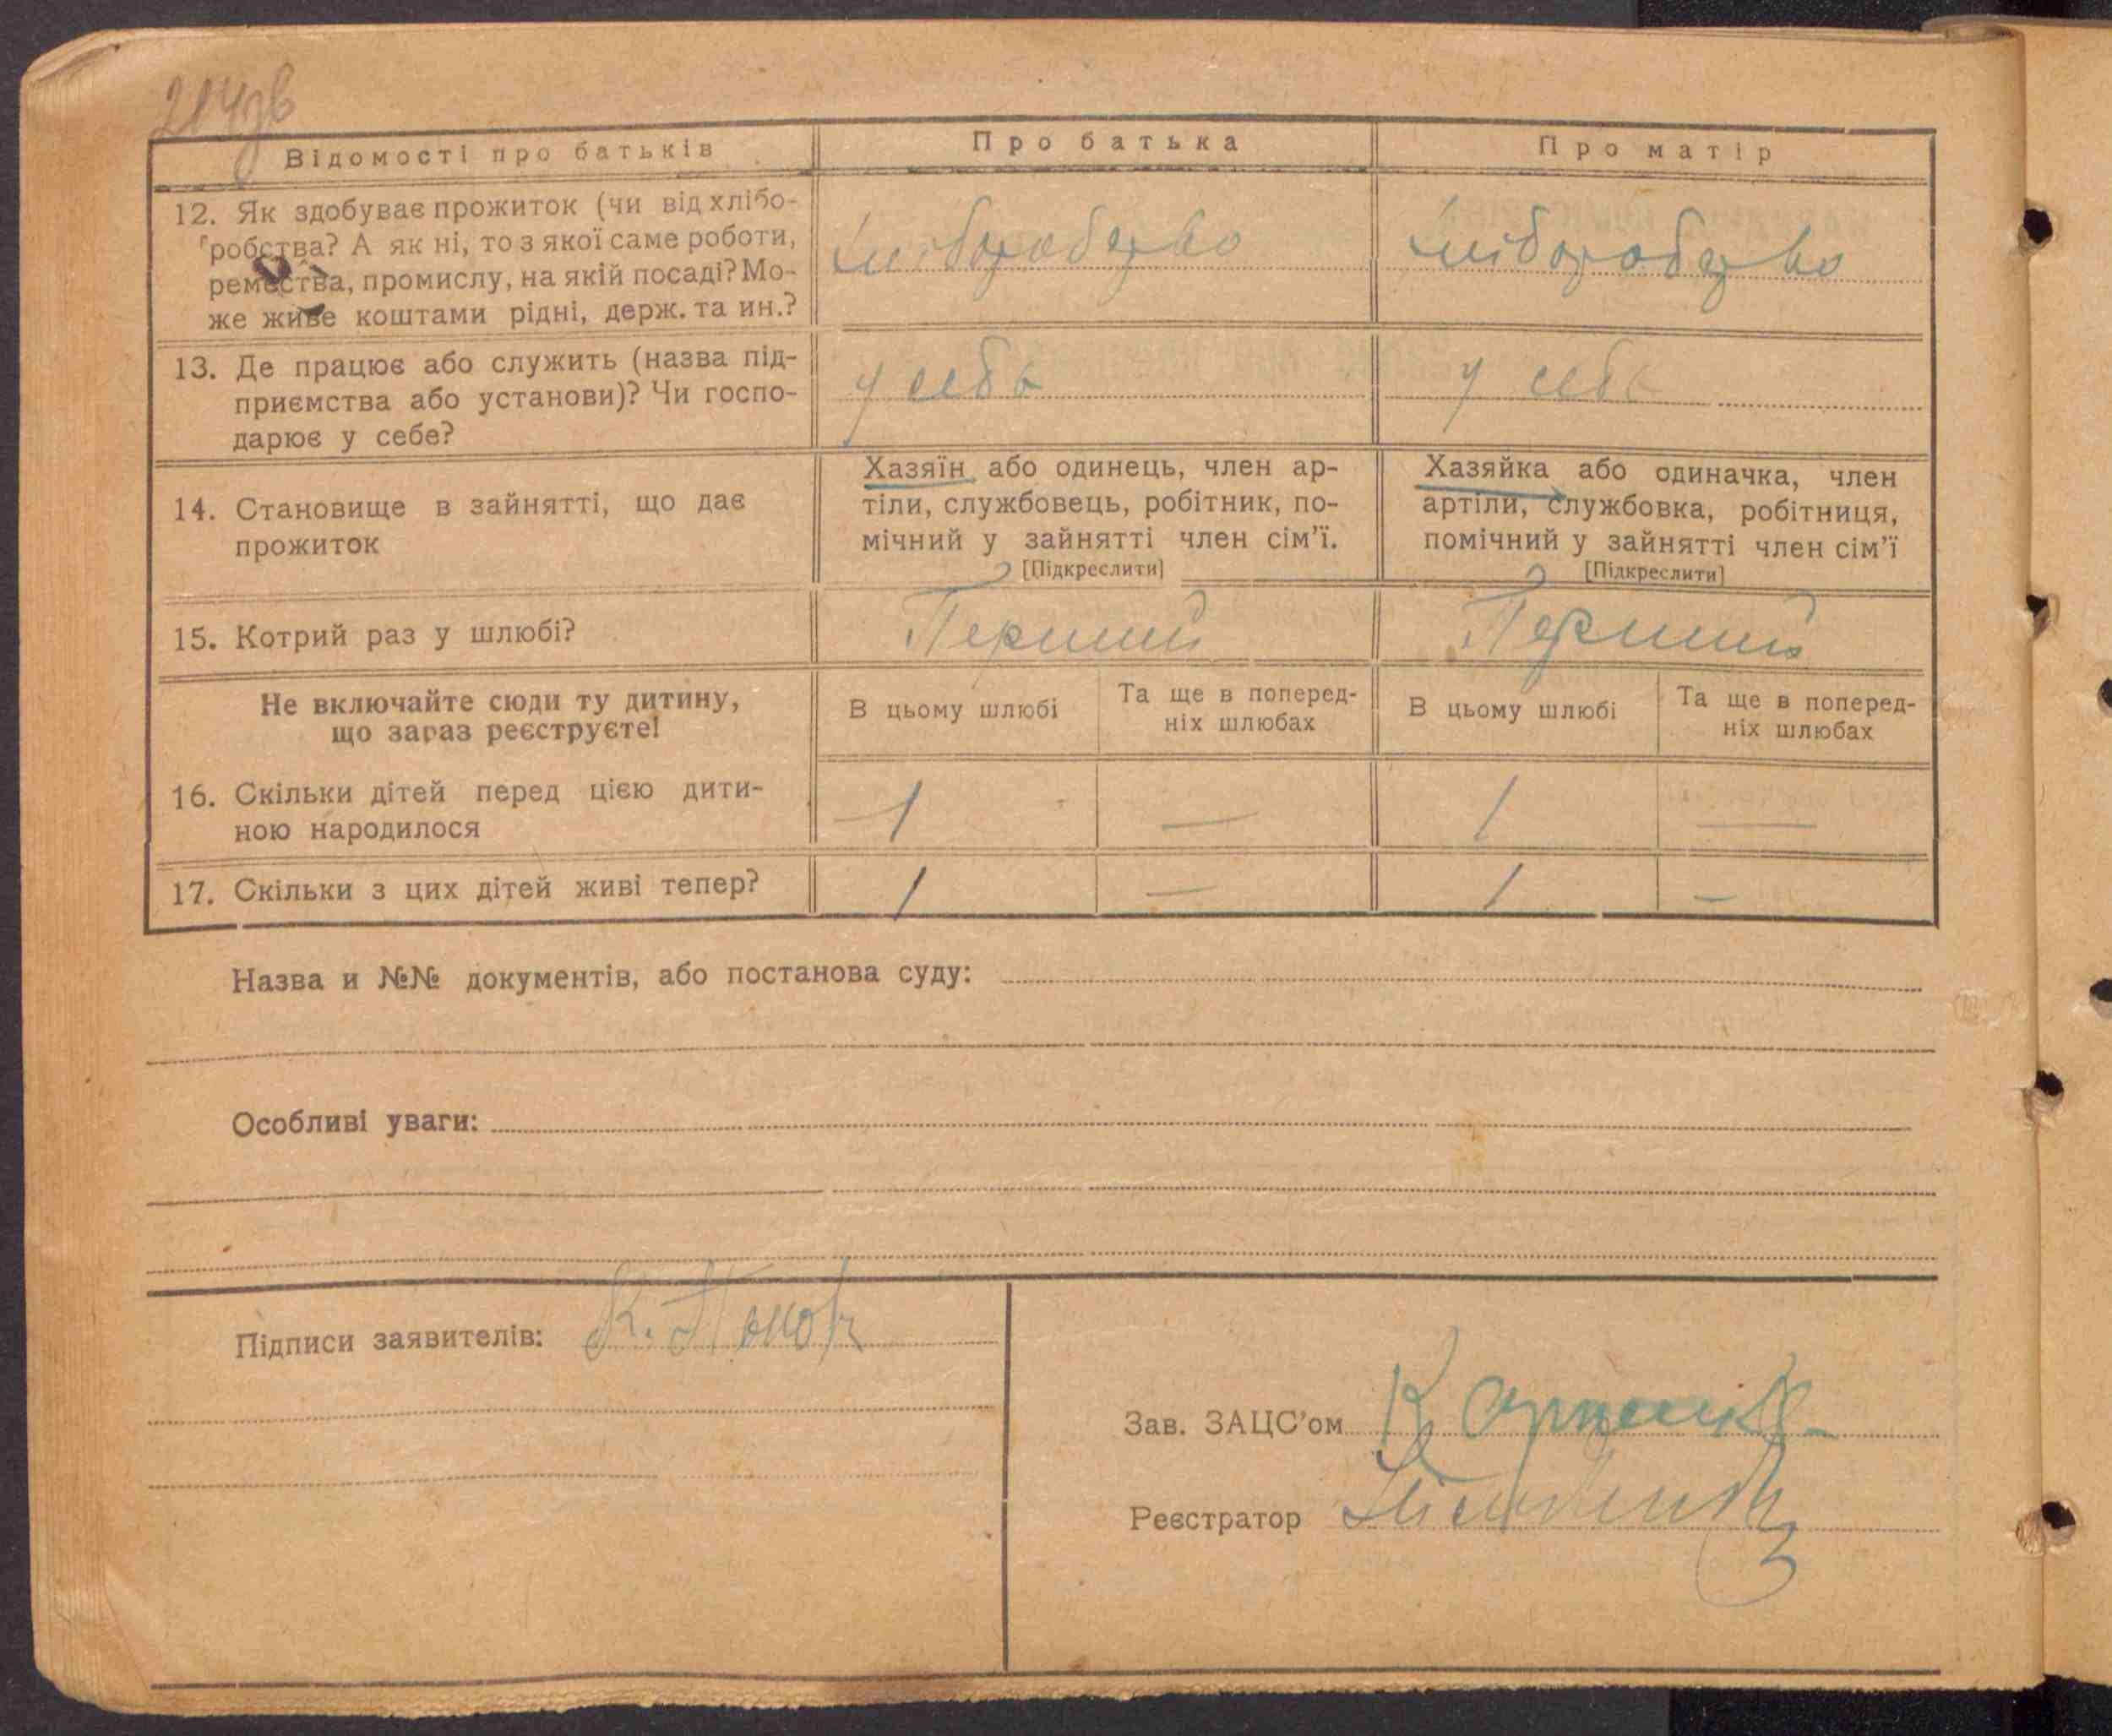 214зв
Відомості про батьків
Про батька
Про матір
12. Як здобуває прожиток (чи від хлібо-
робства? А як ні, то з якої саме роботи,
ремества, промислу, на якій посаді? Мо-
же живе коштами рідні, держ. та ин.?
хліборобство
хліборобство
13. Де працює або служить (назва під-
приємства або установи)? Чи госпо-
дарює у себе?
у себе
у себе
14. Становище в зайнятті, що дає
прожиток
Хазяїн або одинець, член ар-
тіли, службовець, робітник, по-
мічний у зайнятті член сім'ї.
[Підкреслити]
Хазяйка або одиначка, член
артіли, службовка, робітниця,
помічний у зайнятті член сім'ї
[Підкреслити]
15. Котрий раз у шлюбі?
Перший
Перший
Не включайте сюди ту дитину,
що зараз реєструєте!
В цьому шлюбі
Та ще в поперед-
ніх шлюбах
В цьому шлюбі
Та ще в поперед-
ніх шлюбах
16. Скільки дітей перед цією дити-
ною народилося
1 — 1 —
17. Скільки з цих дітей живі тепер?
1 — 1 —
Назва и №№ документів, або постанова суду:
Особливі уваги:
Підписи заявителів:
Зав. ЗАЦС'ом
Реєстратор